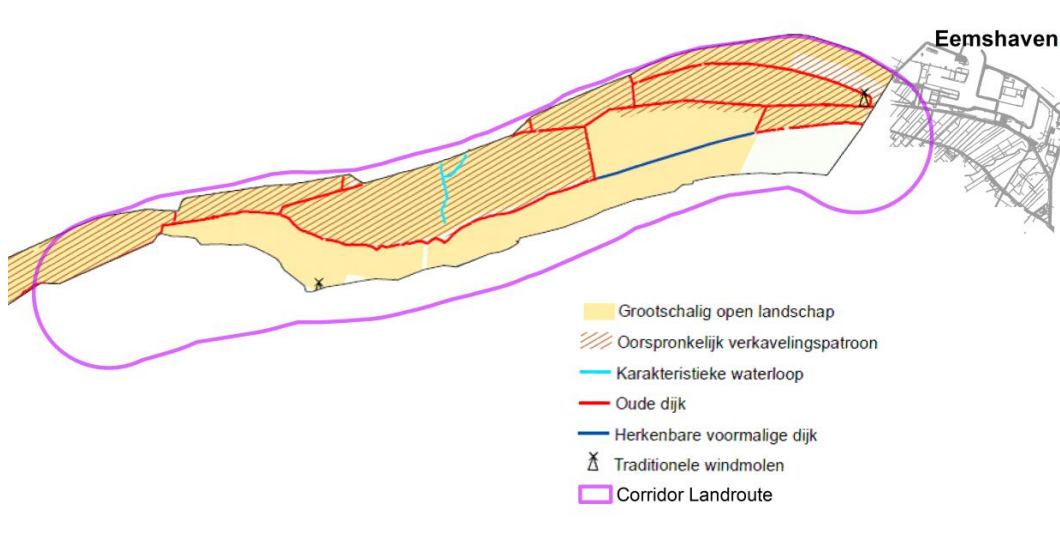 Eemshaven
Grootschalig open landschap
Oorspronkelijk verkavelingspatroon
Karakteristieke waterloop
Oude dijk
Herkenbare voormalige dijk
Traditionele windmolen
Corridor Landroute